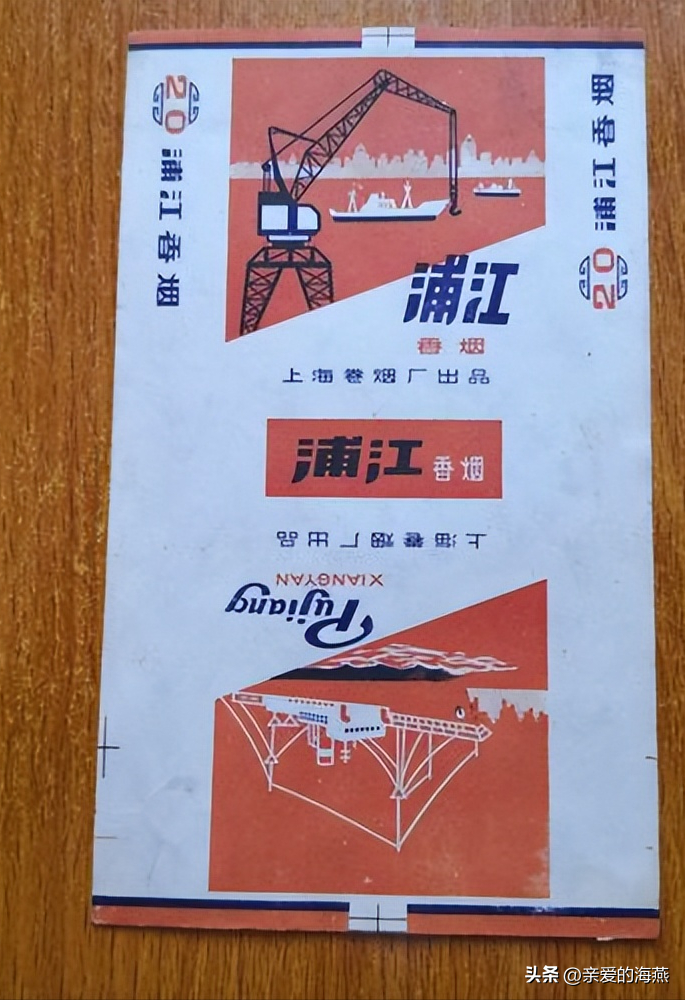 20
浦江香烟
浦江香烟
20
浦江
香烟
上海卷烟厂出品
浦江香烟
上海卷烟厂出品
XIANGYAN
Pujiang
头条 @亲爱的海燕